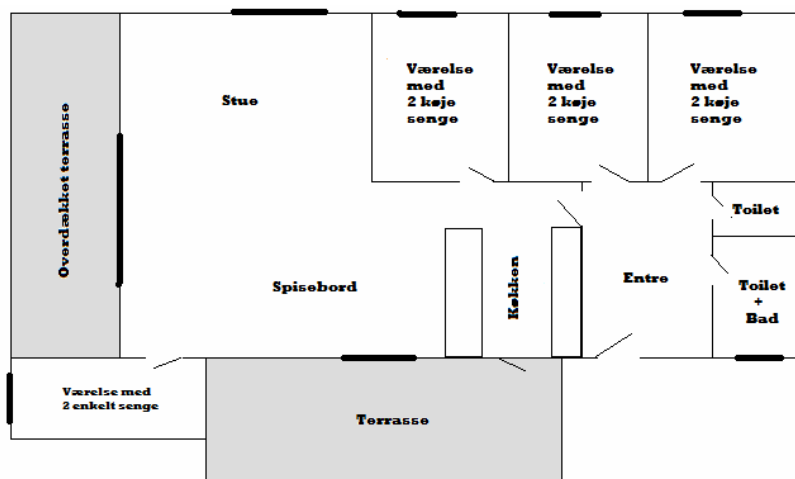 Værelse
med
2 køje
senge
Værelse
med
2 køje
senge
Værelse
med
2 køje
senge
Stue
Overdækket terrasse
Toilet
Spisebord
Køkken
Entre
Toilet
+
Bad
Værelse med
2 enkelt senge
Terrasse